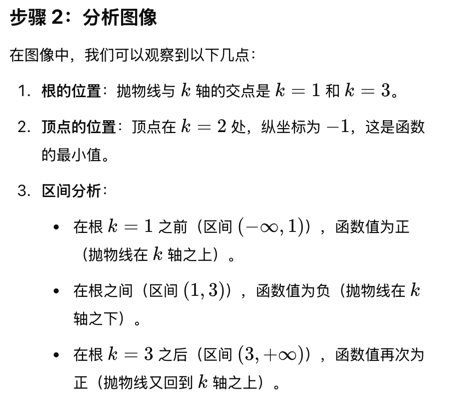 步骤 2：分析图像
在图像中，我们可以观察到以下几点：
1. 根的位置：抛物线与 k 轴的交点是 k = 1 和 k = 3。
2. 顶点的位置：顶点在 k = 2 处，纵坐标为 −1，这是函数
的最小值。
3. 区间分析：
• 在根 k = 1 之前（区间 (−∞, 1)），函数值为正
（抛物线在 k 轴之上）。
• 在根之间（区间 (1, 3)），函数值为负（抛物线在 k
轴之下）。
• 在根 k = 3 之后（区间 (3, +∞)），函数值再次为
正（抛物线又回到 k 轴之上）。